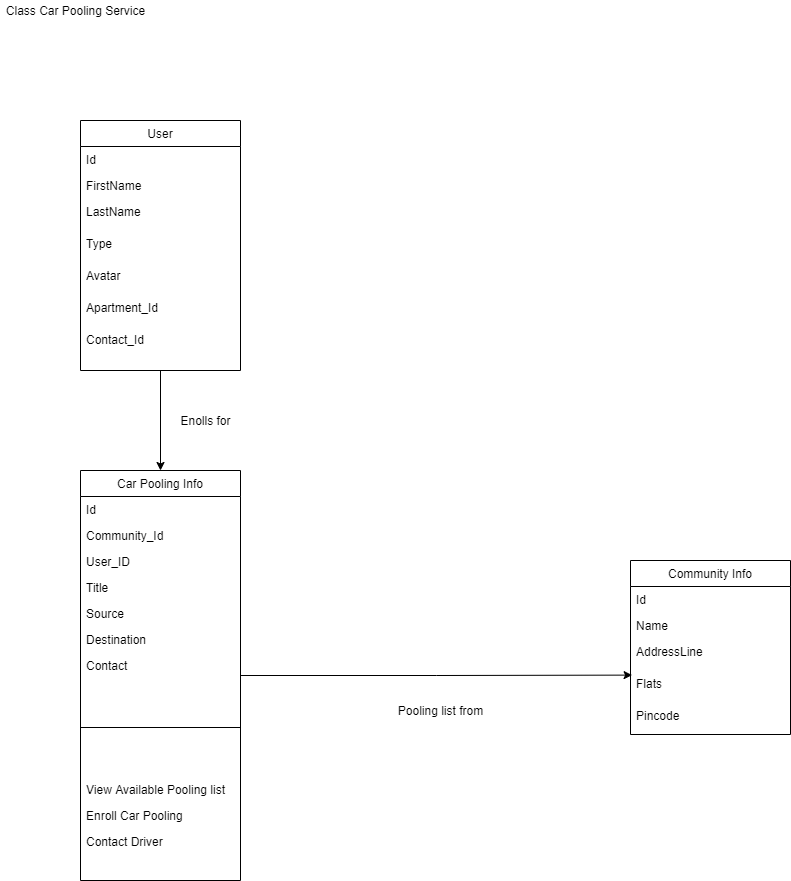 Class Car Pooling Service
User
Id
FirstName
LastName
Type
Avatar
Apartment_Id
Contact_Id
Enolls for
Car Pooling Info
Id
Community_Id
User_ID
Title
Source
Destination
Contact
View Available Pooling list
Enroll Car Pooling
Contact Driver
Pooling list from
Community Info
Id
Name
AddressLine
Flats
Pincode